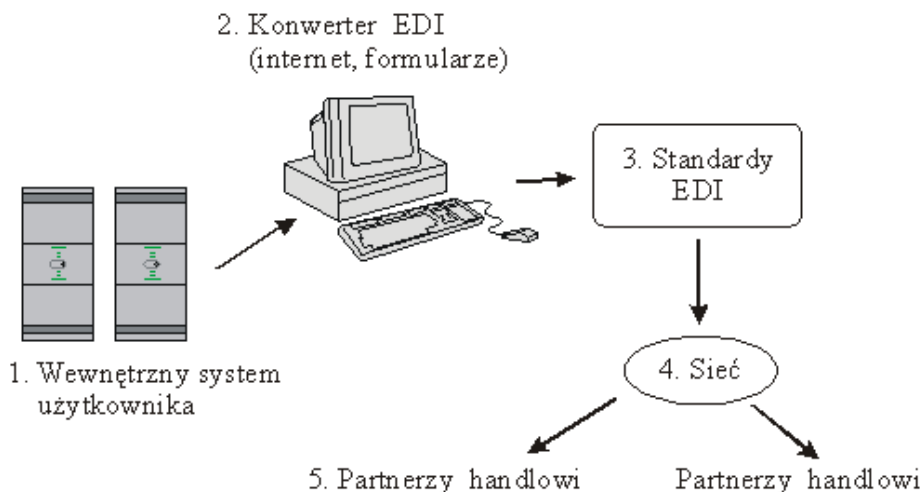 2. Konwerter EDI
(internet, formularze)
3. Standardy
EDI
1. Wewnętrzny system
użytkownika
4. Sieć
5. Partnerzy handlowi
Partnerzy handlowi